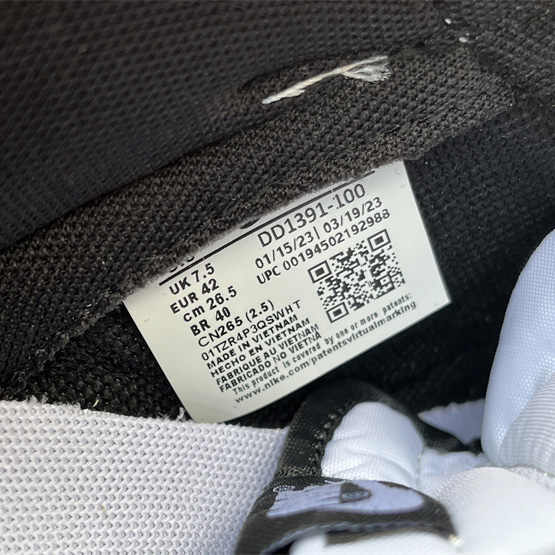 UK 7.5
EUR 42
cm 26.5
BR 40
CN265 (2.5)
DD1391-100
01/15/23| 03/19/23
UPC 00194502192988
01TZR4P3QSWHT
MADE IN VIETNAM
HECHO EN VIETNAM
FABRIQUE AU VIETNAM
FABRICADO NO VIETNA
This product is covered by one or more patents:
www.nike.com/patentsvirtualmarking